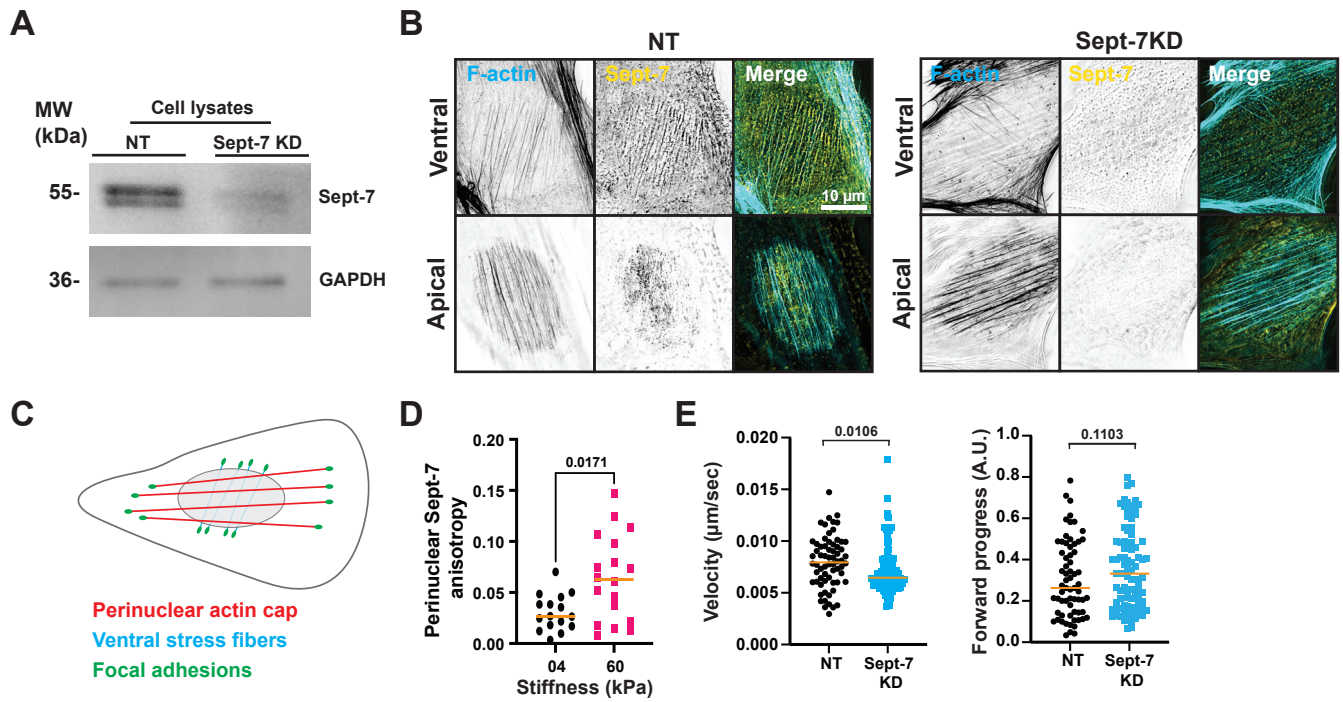 A
MW
(kDa)
Cell lysates
NT
Sept-7 KD
55-
Sept-7
36-
GAPDH
B
NT
F-actin
Sept-7
Merge
Ventral
10 µm
Apical
Sept-7KD
F-actin
Sept-7
Merge
Ventral
Apical
C
Perinuclear actin cap
Ventral stress fibers
Focal adhesions
D
Perinuclear Sept-7
anisotropy
0.20
0.15
0.10
0.05
0.00
0.0171
04
60
Stiffness (kPa)
E
Velocity (µm/sec)
0.020
0.015
0.010
0.005
0.000
0.0106
NT
Sept-7
KD
Forward progress (A.U.)
1.0
0.8
0.6
0.4
0.2
0.0
0.1103
NT
Sept-7
KD